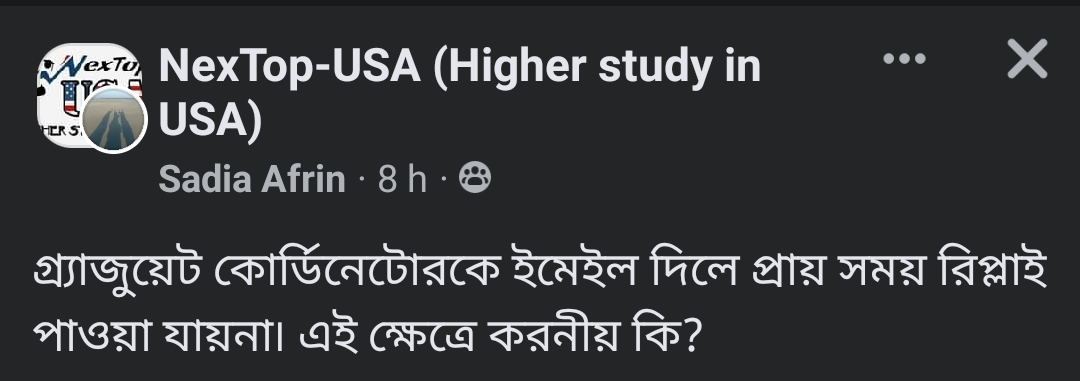 NexTop-USA (Higher study in
USA)
Sadia Afrin · 8 h ·
গ্র্যাজুয়েট কোর্ডিনেটোরকে ইমেইল দিলে প্রায় সময় রিপ্লাই
পাওয়া যায়না। এই ক্ষেত্রে করনীয় কি?